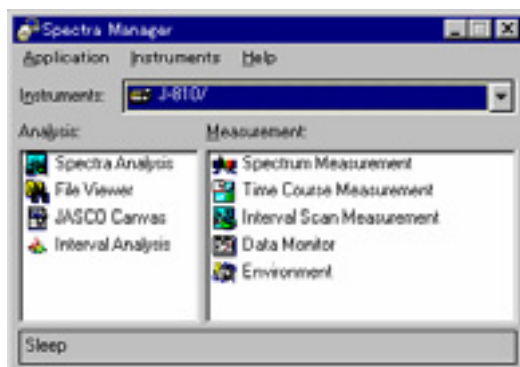 Spectra Manager
Application Instruments Help
Instruments: J-810/
Analysis: Measurement:
Spectra Analysis
File Viewer
JASCO Canvas
Interval Analysis
Spectrum Measurement
Time Course Measurement
Interval Scan Measurement
Data Monitor
Environment
Sleep